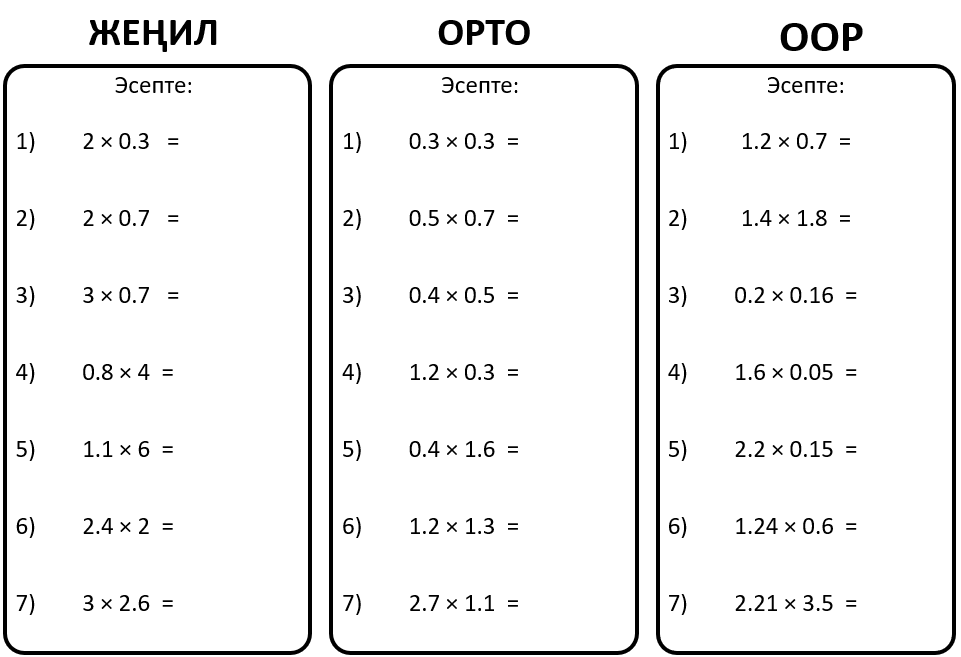 ЖЕҢИЛ
Эсепте:
1) 2 × 0.3 =
2) 2 × 0.7 =
3) 3 × 0.7 =
4) 0.8 × 4 =
5) 1.1 × 6 =
6) 2.4 × 2 =
7) 3 × 2.6 =
ОРТО
Эсепте:
1) 0.3 × 0.3 =
2) 0.5 × 0.7 =
3) 0.4 × 0.5 =
4) 1.2 × 0.3 =
5) 0.4 × 1.6 =
6) 1.2 × 1.3 =
7) 2.7 × 1.1 =
ООР
Эсепте:
1) 1.2 × 0.7 =
2) 1.4 × 1.8 =
3) 0.2 × 0.16 =
4) 1.6 × 0.05 =
5) 2.2 × 0.15 =
6) 1.24 × 0.6 =
7) 2.21 × 3.5 =